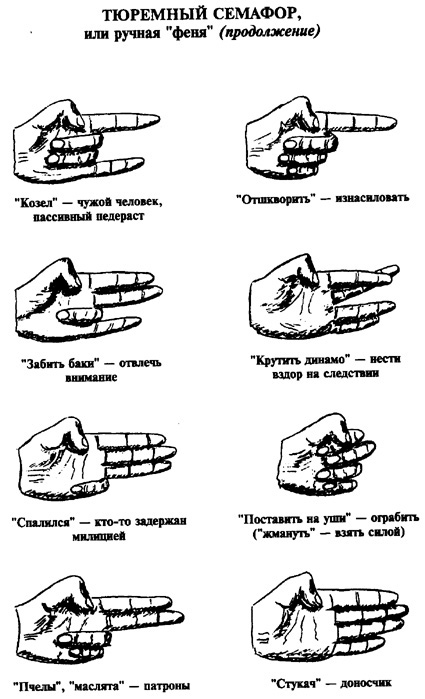 ТЮРЕМНЫЙ СЕМАФОР,
или ручная "феня" (продолжение)
"Козел" — чужой человек,
пассивный педераст
"Отшкворить" — изнасиловать
"Забить баки" — отвлечь
внимание
"Крутить динамо" — нести
вздор на следствии
"Спалился" — кто-то задержан
милицией
"Поставить на уши" — ограбить
("жмануть" — взять силой)
"Пчелы", "маслята" — патроны
"Стукач" — доносчик